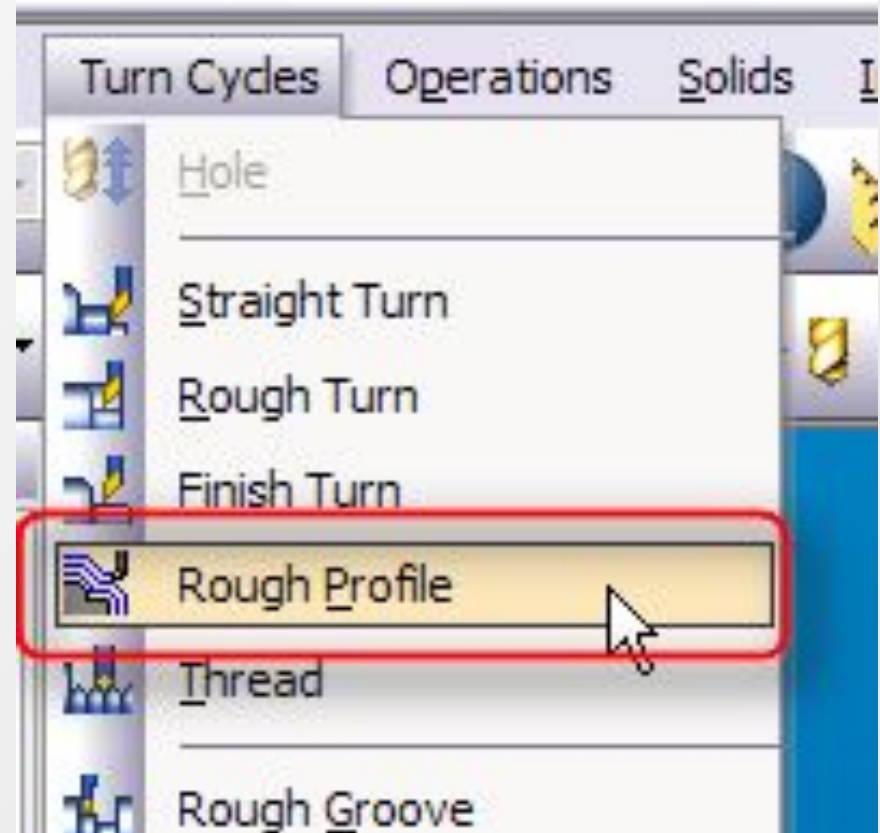 Turn Cycles Operations Solids
Hole
Straight Turn
Rough Turn
Finish Turn
Rough Profile
Thread
Rough Groove